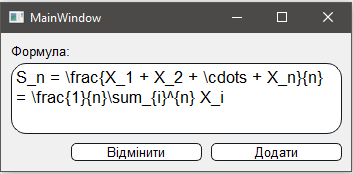 MainWindow
Формула:
S_n = \frac{X_1 + X_2 + \cdots + X_n}{n}
= \frac{1}{n}\sum_{i}^{n} X_i
Відмінити
Додати